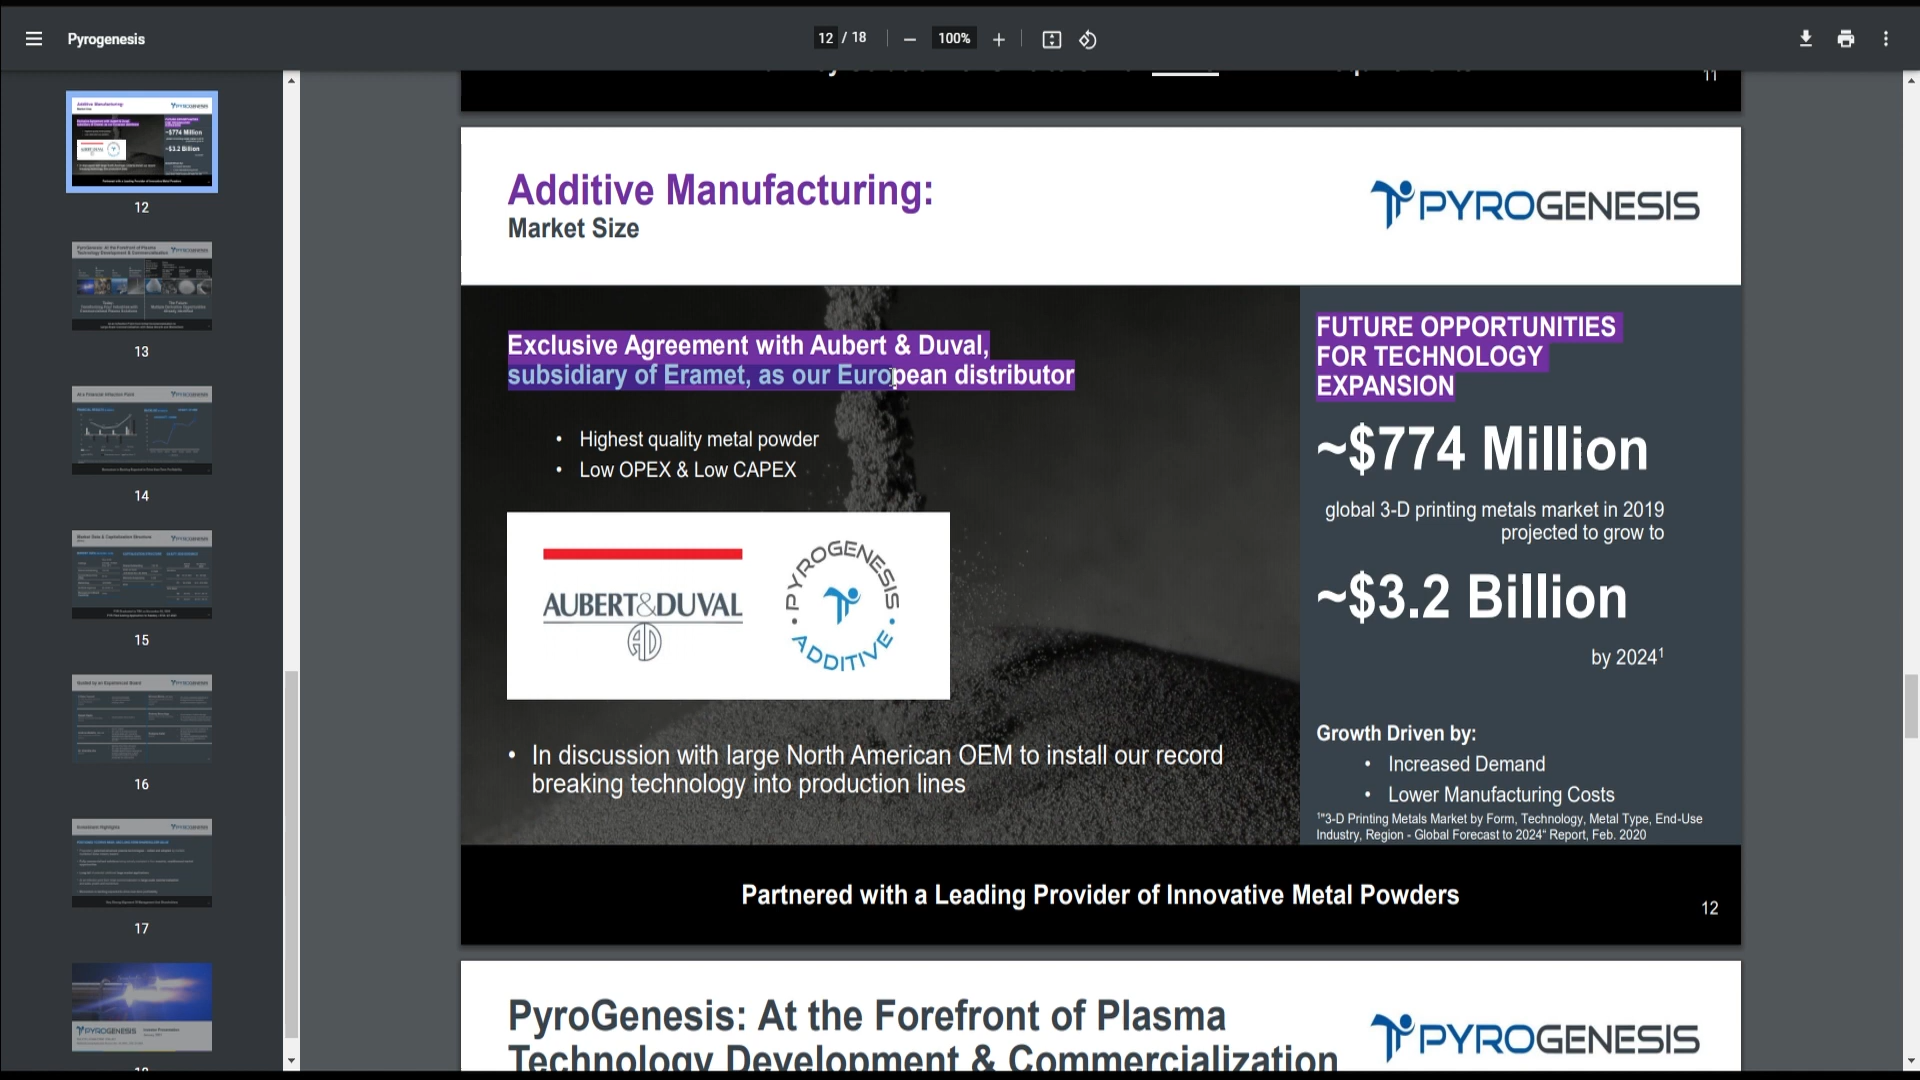 Pyrogenesis
12 / 18
100%
12
13
14
15
16
17
11
Additive Manufacturing:
Market Size
PYROGENESIS
Exclusive Agreement with Aubert & Duval,
subsidiary of Eramet, as our European distributor
• Highest quality metal powder
• Low OPEX & Low CAPEX
AUBERT&DUVAL
AD
PYROGENESIS
• ADDITIVE •
• In discussion with large North American OEM to install our record
breaking technology into production lines
FUTURE OPPORTUNITIES
FOR TECHNOLOGY
EXPANSION
~$774 Million
global 3-D printing metals market in 2019
projected to grow to
~$3.2 Billion
by 2024¹
Growth Driven by:
• Increased Demand
• Lower Manufacturing Costs
¹"3-D Printing Metals Market by Form, Technology, Metal Type, End-Use
Industry, Region - Global Forecast to 2024" Report, Feb. 2020
Partnered with a Leading Provider of Innovative Metal Powders
12
PyroGenesis: At the Forefront of Plasma
Technology Development & Commercialization
PYROGENESIS